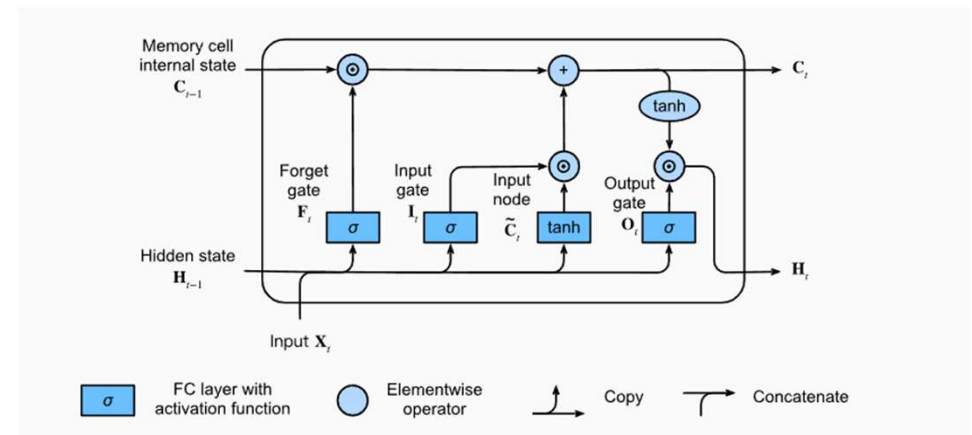 Memory cell
internal state
C_{t−1}
⊙
+
C_t
tanh
⊙
⊙
Forget
gate
F_t
Input
gate
I_t
Input
node
C̃_t
Output
gate
O_t
σ
σ
tanh
σ
Hidden state
H_{t−1}
H_t
Input X_t
σ
FC layer with
activation function
Elementwise
operator
Copy
Concatenate